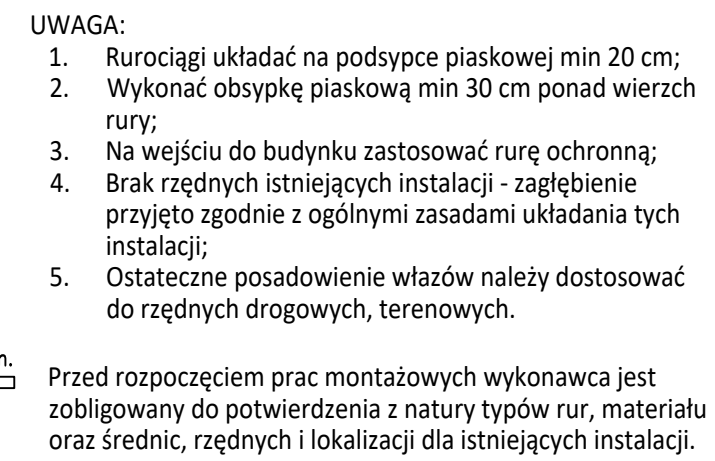 UWAGA:
1. Rurociągi układać na podsypce piaskowej min 20 cm;
2. Wykonać obsypkę piaskową min 30 cm ponad wierzch
rury;
3. Na wejściu do budynku zastosować rurę ochronną;
4. Brak rzędnych istniejących instalacji - zagłębienie
przyjęto zgodnie z ogólnymi zasadami układania tych
instalacji;
5. Ostateczne posadowienie włazów należy dostosować
do rzędnych drogowych, terenowych.
Przed rozpoczęciem prac montażowych wykonawca jest
zobligowany do potwierdzenia z natury typów rur, materiału
oraz średnic, rzędnych i lokalizacji dla istniejących instalacji.